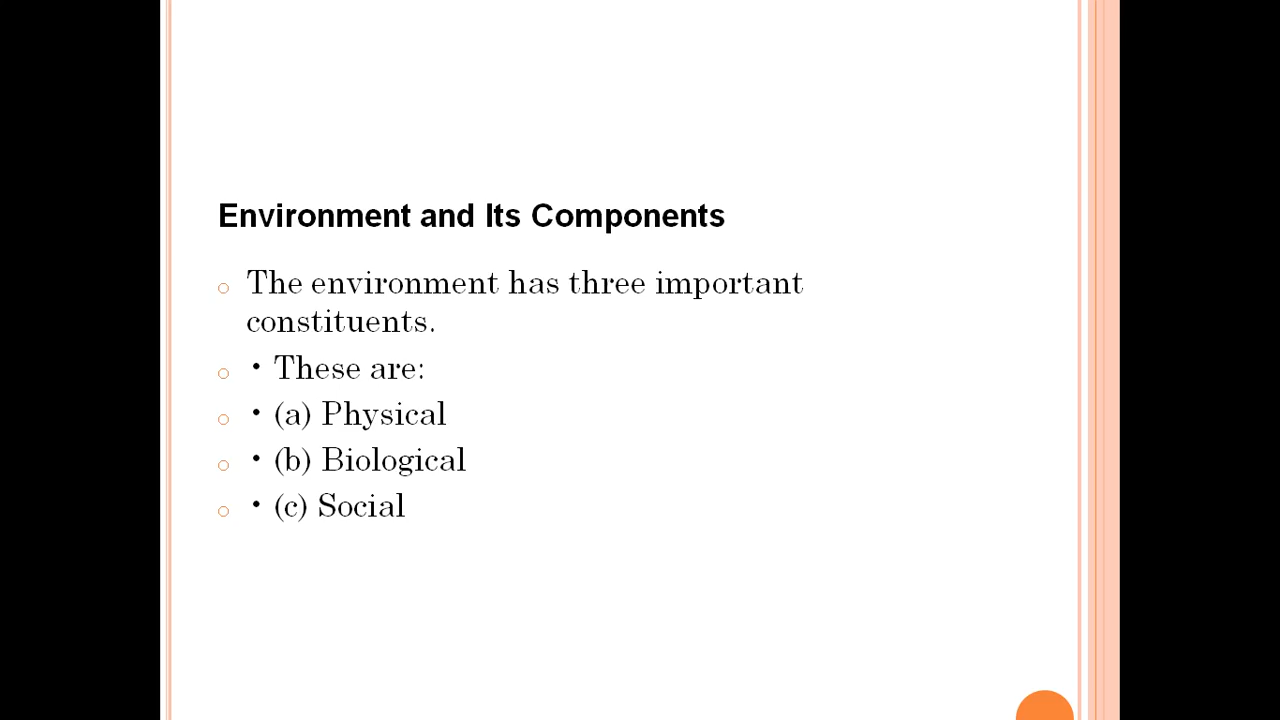 Environment and Its Components
The environment has three important
constituents.
• These are:
• (a) Physical
• (b) Biological
• (c) Social